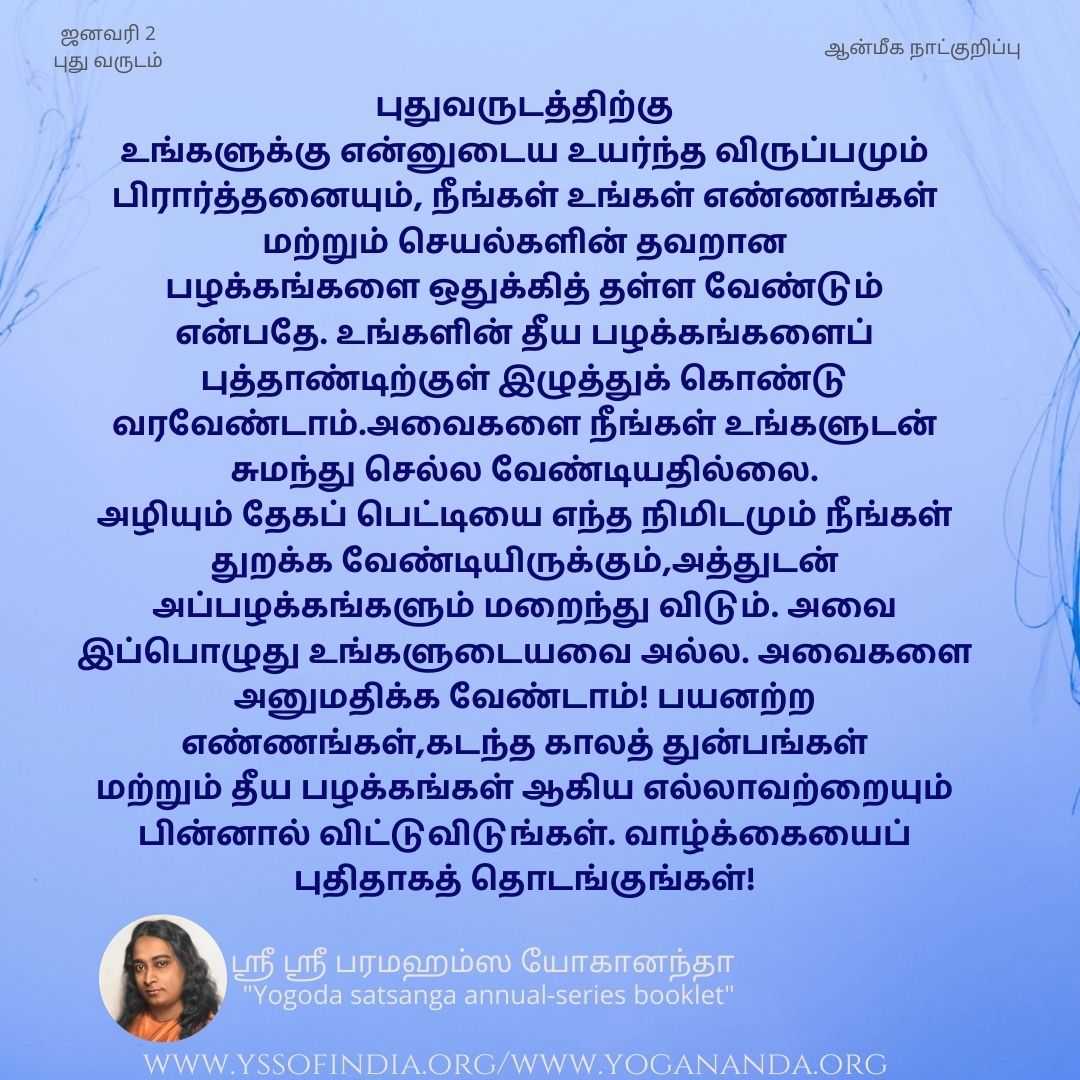 ஜனவரி 2
புது வருடம்
ஆன்மீக நாட்குறிப்பு
புதுவருடத்திற்கு
உங்களுக்கு என்னுடைய உயர்ந்த விருப்பமும்
பிரார்த்தனையும், நீங்கள் உங்கள் எண்ணங்கள்
மற்றும் செயல்களின் தவறான
பழக்கங்களை ஒதுக்கித் தள்ள வேண்டும்
என்பதே. உங்களின் தீய பழக்கங்களைப்
புத்தாண்டிற்குள் இழுத்துக் கொண்டு
வரவேண்டாம்.அவைகளை நீங்கள் உங்களுடன்
சுமந்து செல்ல வேண்டியதில்லை.
அழியும் தேகப் பெட்டியை எந்த நிமிடமும் நீங்கள்
துறக்க வேண்டியிருக்கும்,அத்துடன்
அப்பழக்கங்களும் மறைந்து விடும். அவை
இப்பொழுது உங்களுடையவை அல்ல. அவைகளை
அனுமதிக்க வேண்டாம்! பயனற்ற
எண்ணங்கள்,கடந்த காலத் துன்பங்கள்
மற்றும் தீய பழக்கங்கள் ஆகிய எல்லாவற்றையும்
பின்னால் விட்டுவிடுங்கள். வாழ்க்கையைப்
புதிதாகத் தொடங்குங்கள்!
ஸ்ரீ ஸ்ரீ பரமஹம்ஸ யோகானந்தா
"Yogoda satsanga annual-series booklet"
WWW.YSSOFINDIA.ORG/WWW.YOGANANDA.ORG